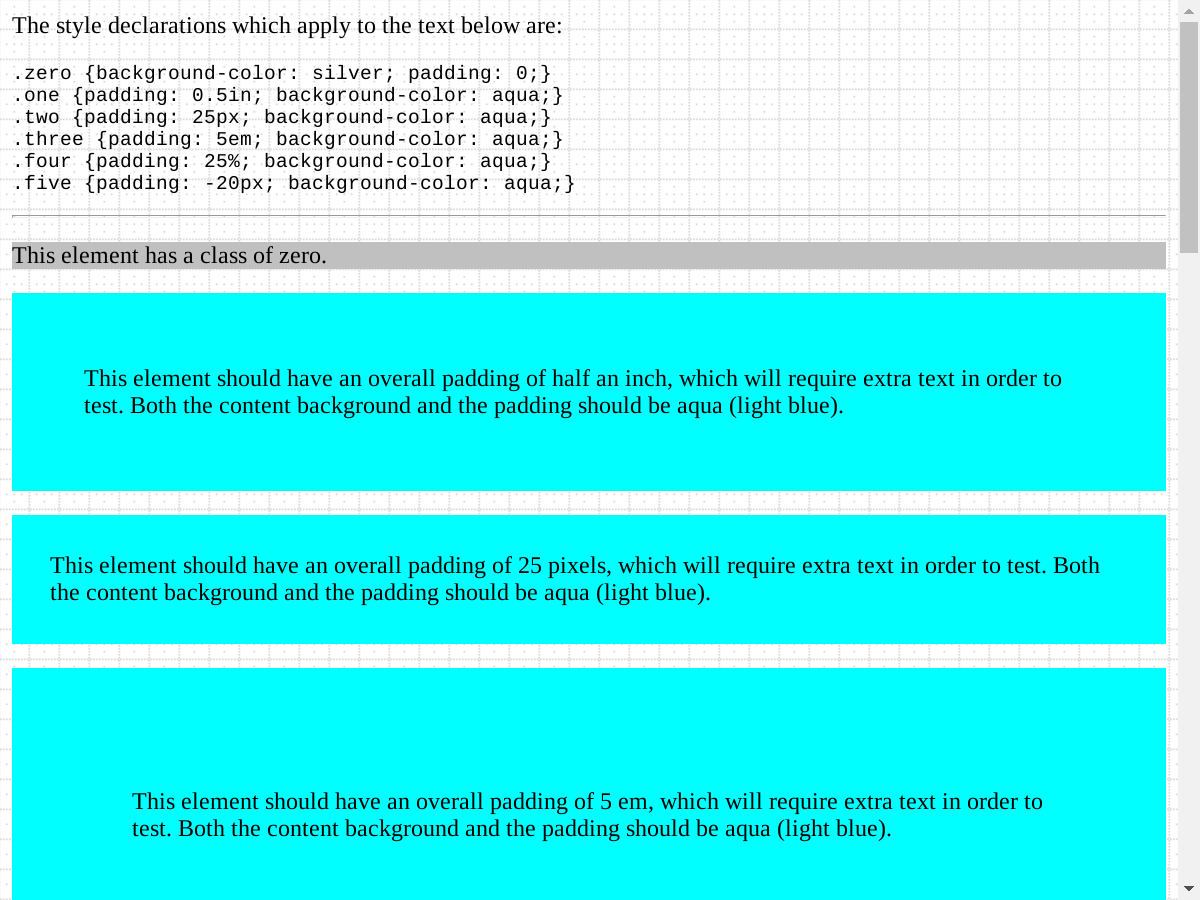 The style declarations which apply to the text below are:
.zero {background-color: silver; padding: 0;}
.one {padding: 0.5in; background-color: aqua;}
.two {padding: 25px; background-color: aqua;}
.three {padding: 5em; background-color: aqua;}
.four {padding: 25%; background-color: aqua;}
.five {padding: -20px; background-color: aqua;}
This element has a class of zero.
This element should have an overall padding of half an inch, which will require extra text in order to
test. Both the content background and the padding should be aqua (light blue).
This element should have an overall padding of 25 pixels, which will require extra text in order to test. Both
the content background and the padding should be aqua (light blue).
This element should have an overall padding of 5 em, which will require extra text in order to
test. Both the content background and the padding should be aqua (light blue).